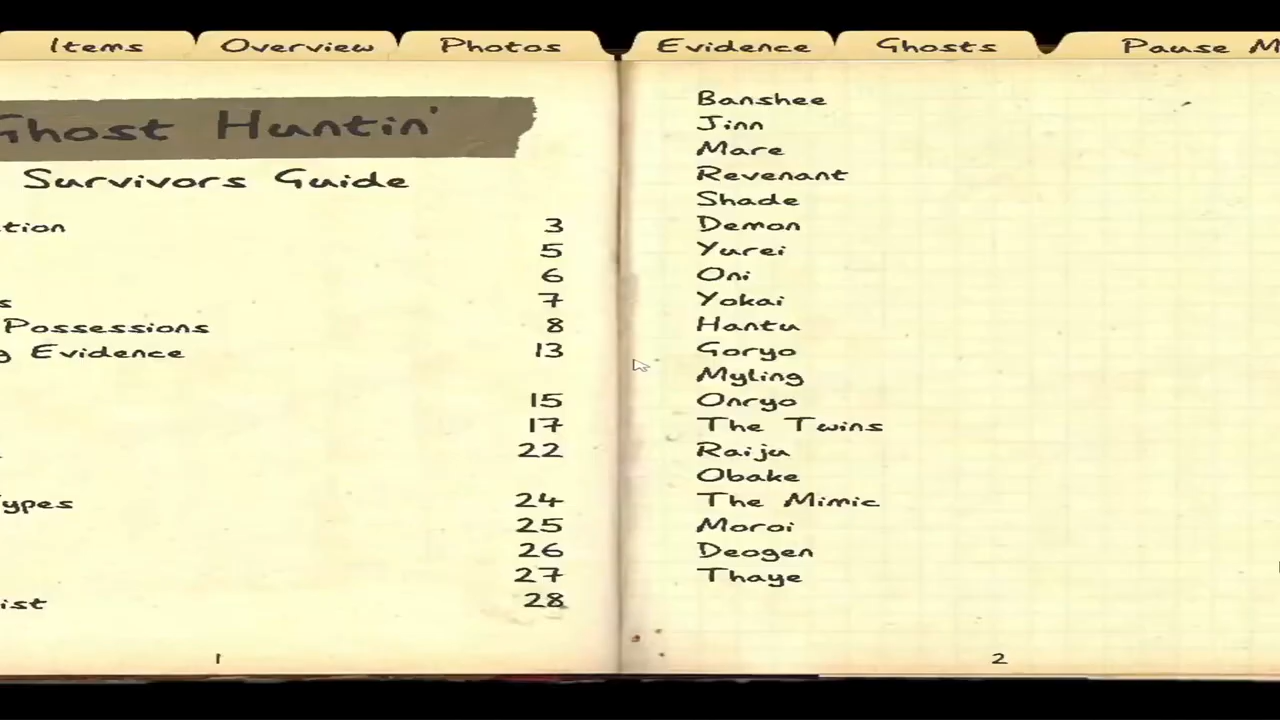 Items Overview Photos Evidence Ghosts Pause M
Ghost Huntin'
Survivors Guide
tion 3
5
6
s 7
Possessions 8
g Evidence 13
15
17
22
ypes 24
25
26
27
ist 28
1
Banshee
Jinn
Mare
Revenant
Shade
Demon
Yurei
Oni
Yokai
Hantu
Goryo
Myling
Onryo
The Twins
Raiju
Obake
The Mimic
Moroi
Deogen
Thaye
2